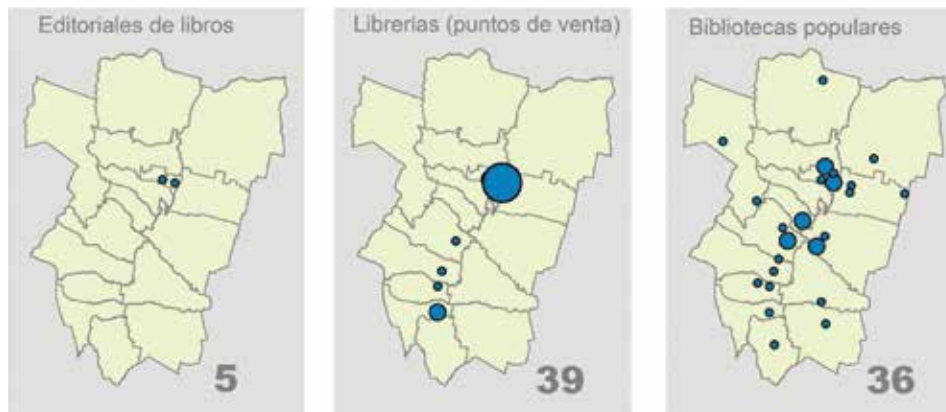 Editoriales de libros
5
Librerías (puntos de venta)
39
Bibliotecas populares
36